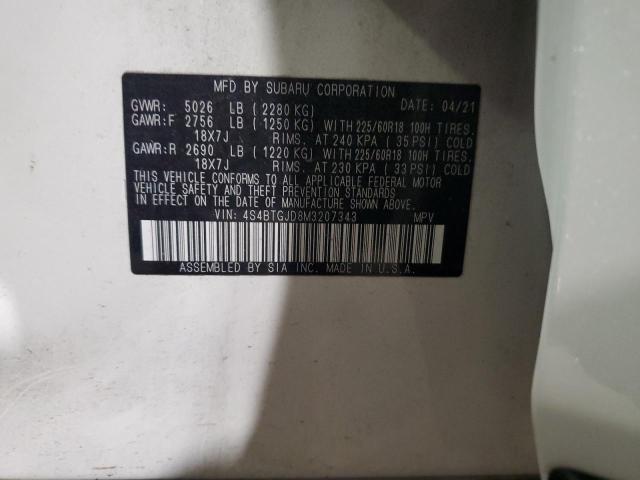 MFD BY SUBARU CORPORATION
GVWR: 5026 LB (2280 KG) DATE: 04/21
GAWR:F 2756 LB (1250 KG) WITH 225/60R18 100H TIRES.
18X7J RIMS. AT 240 KPA (35 PSI) COLD
GAWR:R 2690 LB (1220 KG) WITH 225/60R18 100H TIRES.
18X7J RIMS. AT 230 KPA (33 PSI) COLD
THIS VEHICLE CONFORMS TO ALL APPLICABLE FEDERAL MOTOR
VEHICLE SAFETY AND THEFT PREVENTION STANDARDS
IN EFFECT ON THE DATE OF MANUFACTURE SHOWN ABOVE.
VIN: 4S4BTGJD8M3207343 MPV
ASSEMBLED BY SIA INC. MADE IN U.S.A.